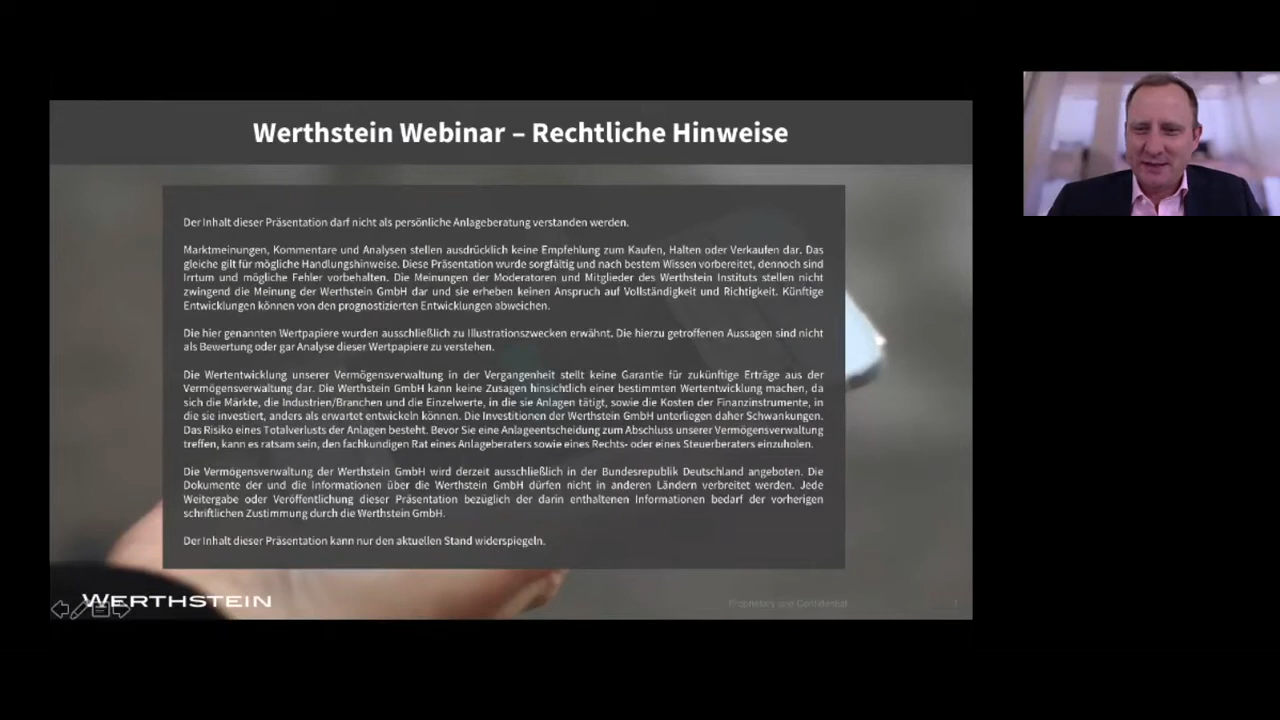 Werthstein Webinar – Rechtliche Hinweise
Der Inhalt dieser Präsentation darf nicht als persönliche Anlageberatung verstanden werden.
Marktmeinungen, Kommentare und Analysen stellen ausdrücklich keine Empfehlung zum Kaufen, Halten oder Verkaufen dar. Das
gleiche gilt für mögliche Handlungshinweise. Diese Präsentation wurde sorgfältig und nach bestem Wissen vorbereitet, dennoch sind
Irrtum und mögliche Fehler vorbehalten. Die Meinungen der Moderatoren und Mitglieder des Werthstein Instituts stellen nicht
zwingend die Meinung der Werthstein GmbH dar und sie erheben keinen Anspruch auf Vollständigkeit und Richtigkeit. Künftige
Entwicklungen können von den prognostizierten Entwicklungen abweichen.
Die hier genannten Wertpapiere wurden ausschließlich zu Illustrationszwecken erwähnt. Die hierzu getroffenen Aussagen sind nicht
als Bewertung oder gar Analyse dieser Wertpapiere zu verstehen.
Die Wertentwicklung unserer Vermögensverwaltung in der Vergangenheit stellt keine Garantie für zukünftige Erträge aus der
Vermögensverwaltung dar. Die Werthstein GmbH kann keine Zusagen hinsichtlich einer bestimmten Wertentwicklung machen, da
sich die Märkte, die Industrien/Branchen und die Einzelwerte, in die sie Anlagen tätigt, sowie die Kosten der Finanzinstrumente, in
die sie investiert, anders als erwartet entwickeln können. Die Investitionen der Werthstein GmbH unterliegen daher Schwankungen.
Das Risiko eines Totalverlusts der Anlagen besteht. Bevor Sie eine Anlageentscheidung zum Abschluss unserer Vermögensverwaltung
treffen, kann es ratsam sein, den fachkundigen Rat eines Anlageberaters sowie eines Rechts- oder eines Steuerberaters einzuholen.
Die Vermögensverwaltung der Werthstein GmbH wird derzeit ausschließlich in der Bundesrepublik Deutschland angeboten. Die
Dokumente der und die Informationen über die Werthstein GmbH dürfen nicht in anderen Ländern verbreitet werden. Jede
Weitergabe oder Veröffentlichung dieser Präsentation bezüglich der darin enthaltenen Informationen bedarf der vorherigen
schriftlichen Zustimmung durch die Werthstein GmbH.
Der Inhalt dieser Präsentation kann nur den aktuellen Stand widerspiegeln.
WERTHSTEIN
Proprietary and Confidential